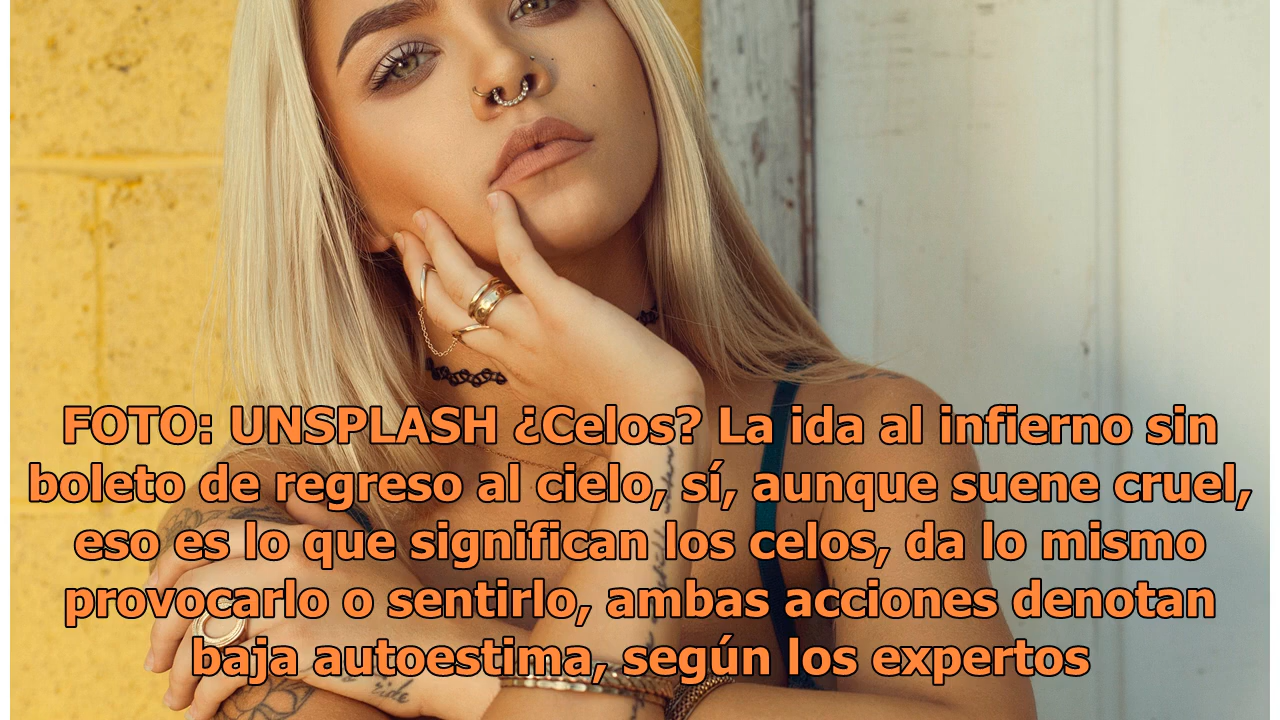 FOTO: UNSPLASH ¿Celos? La ida al infierno sin
boleto de regreso al cielo, sí, aunque suene cruel,
eso es lo que significan los celos, da lo mismo
provocarlo o sentirlo, ambas acciones denotan
baja autoestima, según los expertos